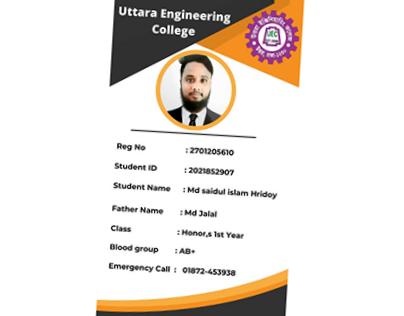 Uttara Engineering
College
UEC
Reg No : 2701205610
Student ID : 2021852907
Student Name : Md saidul islam Hridoy
Father Name : Md Jalal
Class : Honor,s 1st Year
Blood group : AB+
Emergency Call : 01872-453938